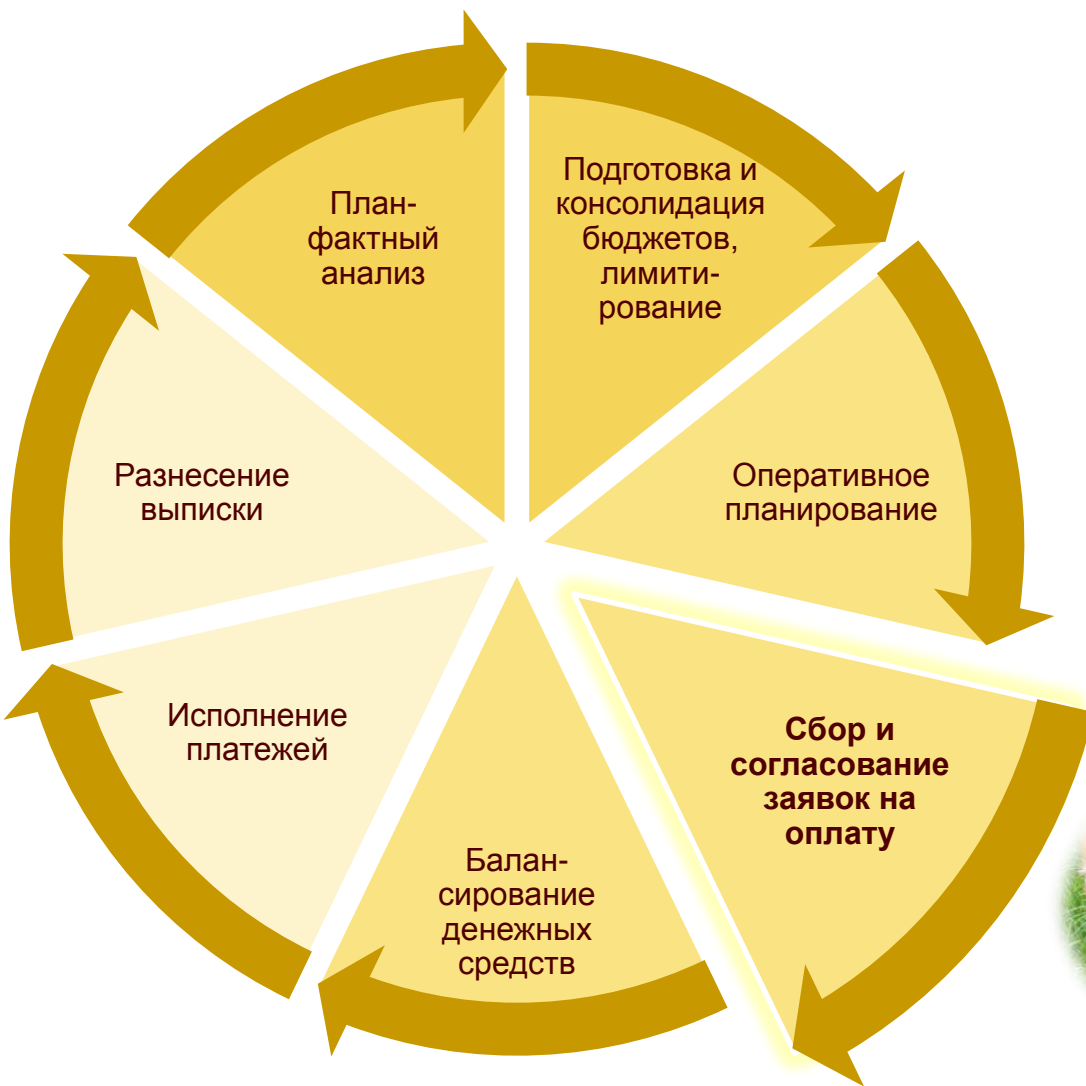 Подготовка и
консолидация
бюджетов,
лимити-
рование
Оперативное
планирование
Сбор и
согласование
заявок на
оплату
Балан-
сирование
денежных
средств
Исполнение
платежей
Разнесение
выписки
План-
фактный
анализ